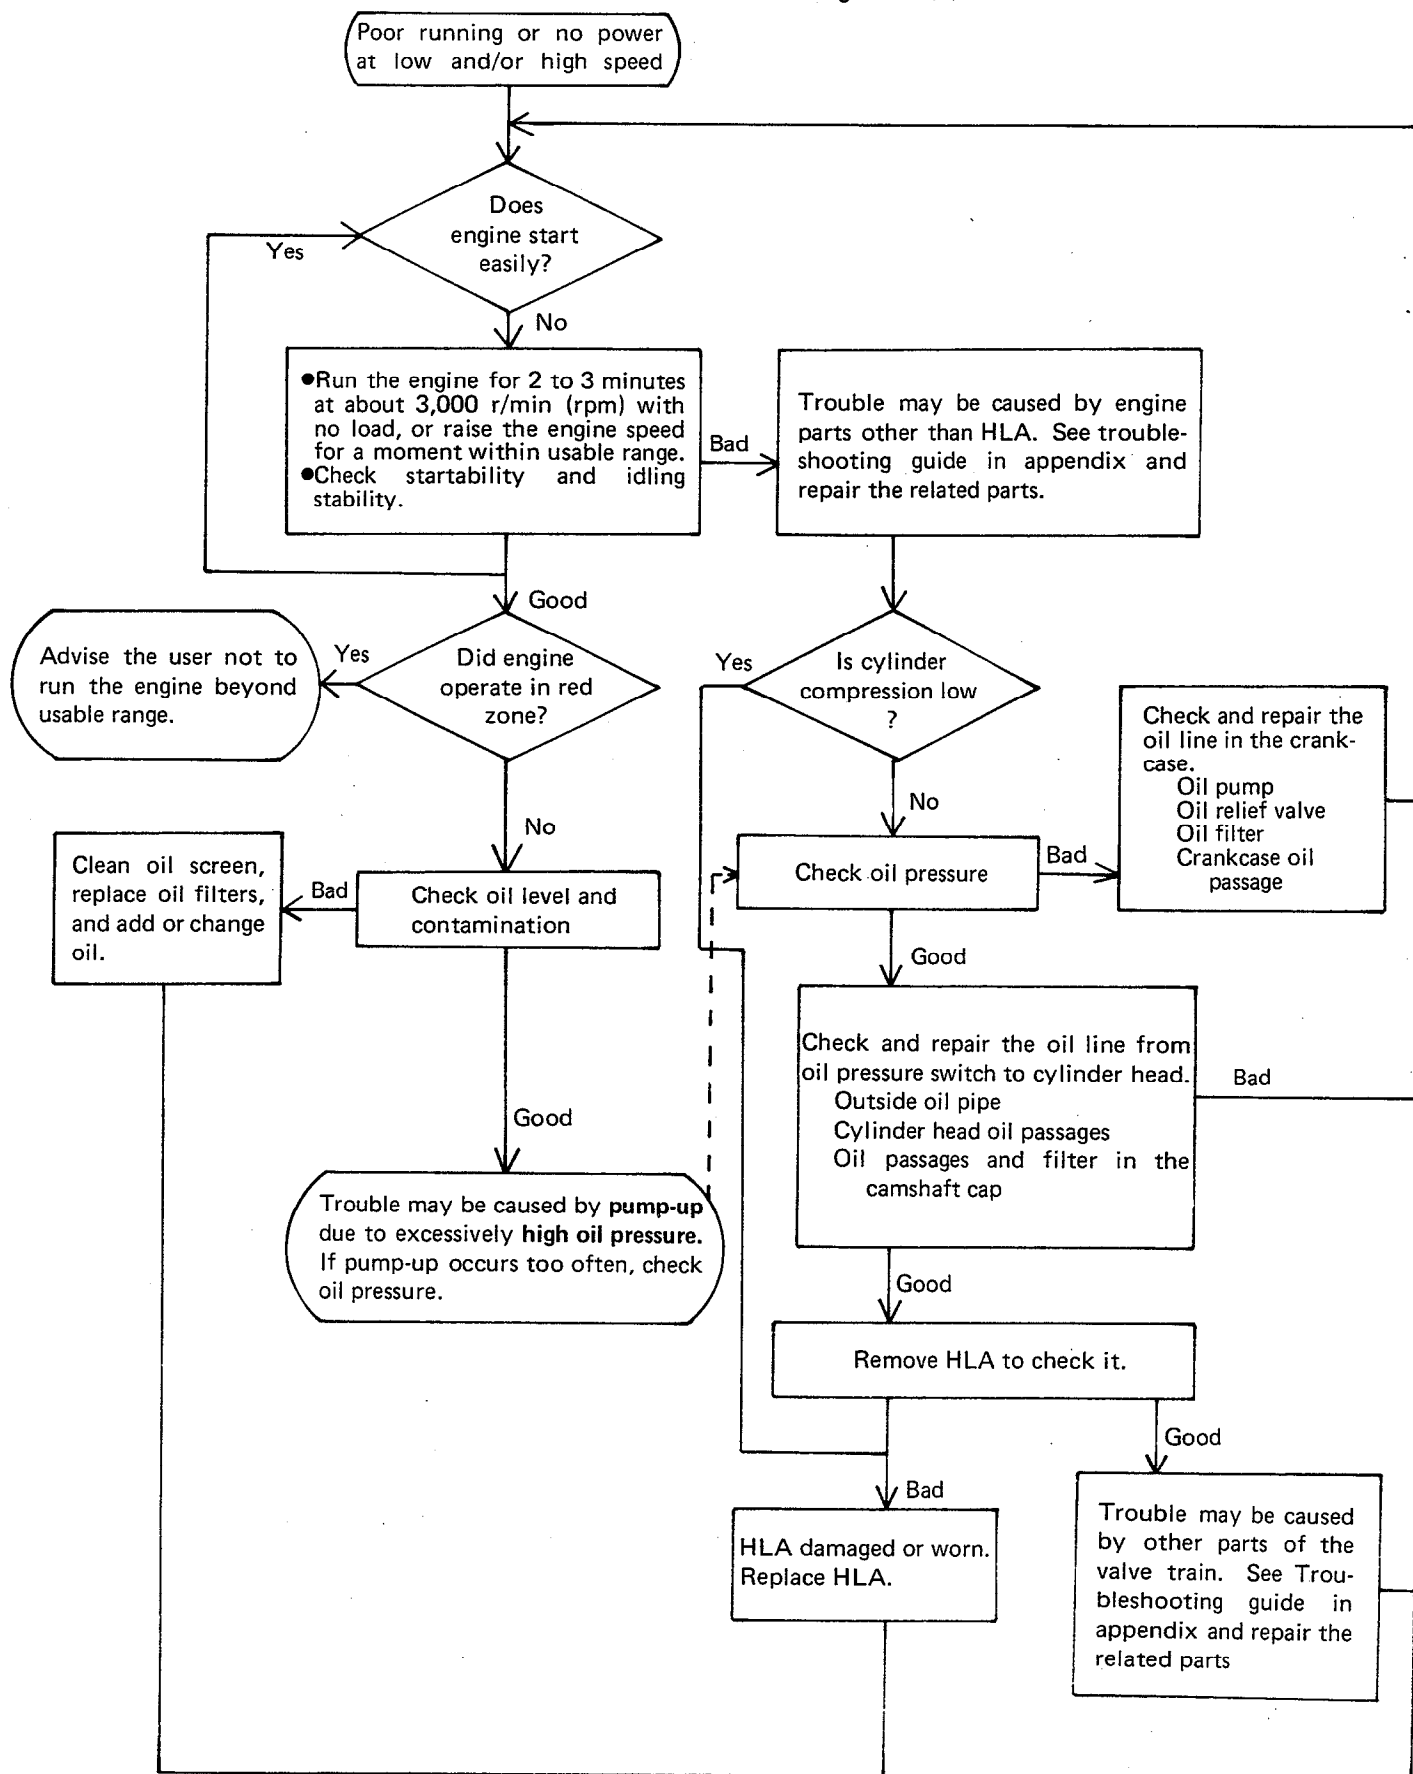 Poor running or no power
at low and/or high speed
Does
engine start
easily?
Yes
No
●Run the engine for 2 to 3 minutes
at about 3,000 r/min (rpm) with
no load, or raise the engine speed
for a moment within usable range.
●Check startability and idling
stability.
Bad
Trouble may be caused by engine
parts other than HLA. See trouble-
shooting guide in appendix and
repair the related parts.
Good
Advise the user not to
run the engine beyond
usable range.
Yes
Did engine
operate in red
zone?
Yes
Is cylinder
compression low
?
Check and repair the
oil line in the crank-
case.
Oil pump
Oil relief valve
Oil filter
Crankcase oil
passage
No
No
Clean oil screen,
replace oil filters,
and add or change
oil.
Bad
Check oil level and
contamination
Check oil pressure
Bad
Good
Check and repair the oil line from
oil pressure switch to cylinder head.
Outside oil pipe
Cylinder head oil passages
Oil passages and filter in the
camshaft cap
Bad
Good
Trouble may be caused by pump-up
due to excessively high oil pressure.
If pump-up occurs too often, check
oil pressure.
Good
Remove HLA to check it.
Good
Bad
HLA damaged or worn.
Replace HLA.
Trouble may be caused
by other parts of the
valve train. See Trou-
bleshooting guide in
appendix and repair the
related parts